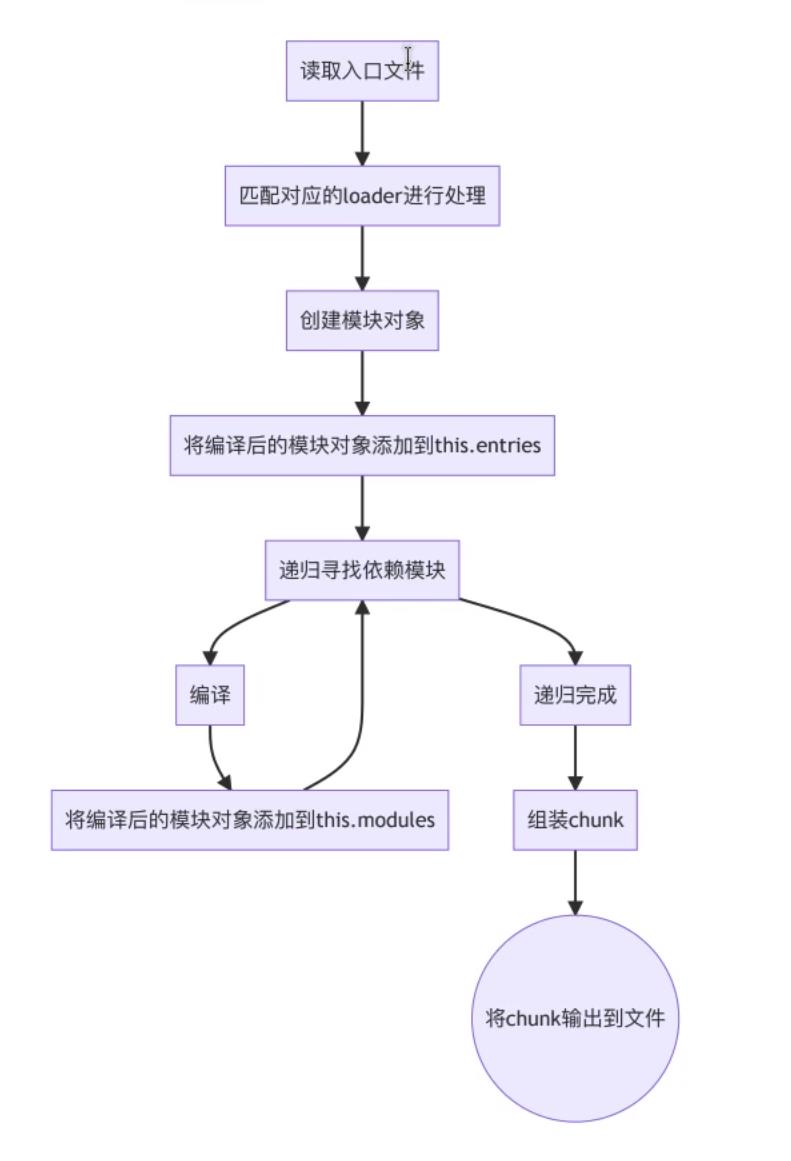 读取入口文件
匹配对应的loader进行处理
创建模块对象
将编译后的模块对象添加到this.entries
递归寻找依赖模块
编译
递归完成
将编译后的模块对象添加到this.modules
组装chunk
将chunk输出到文件